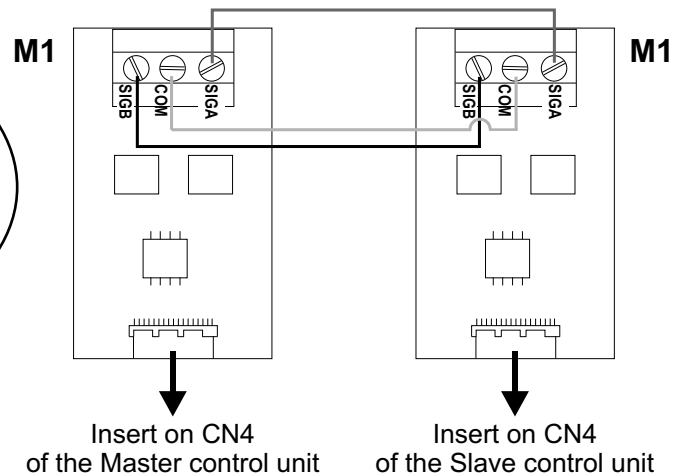 M1
M1
SIGB
COM
SIGA
SIGB
COM
SIGA
Insert on CN4
of the Master control unit
Insert on CN4
of the Slave control unit